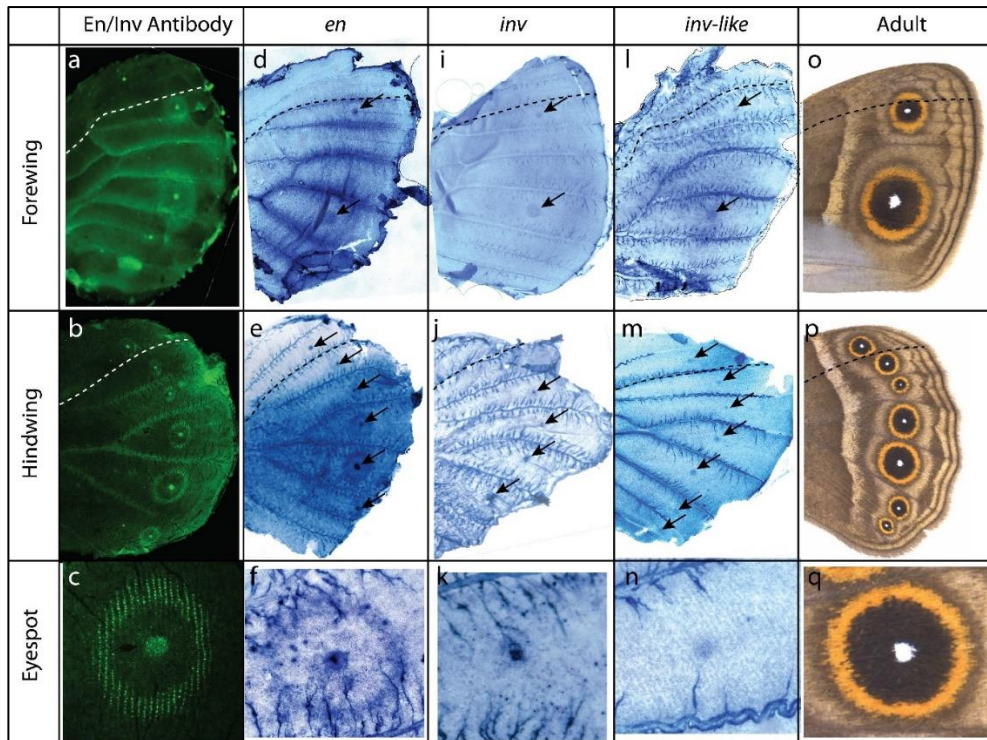 En/Inv Antibody en inv inv-like Adult
Forewing
a d i l o
Hindwing
b e j m p
Eyespot
c f k n q